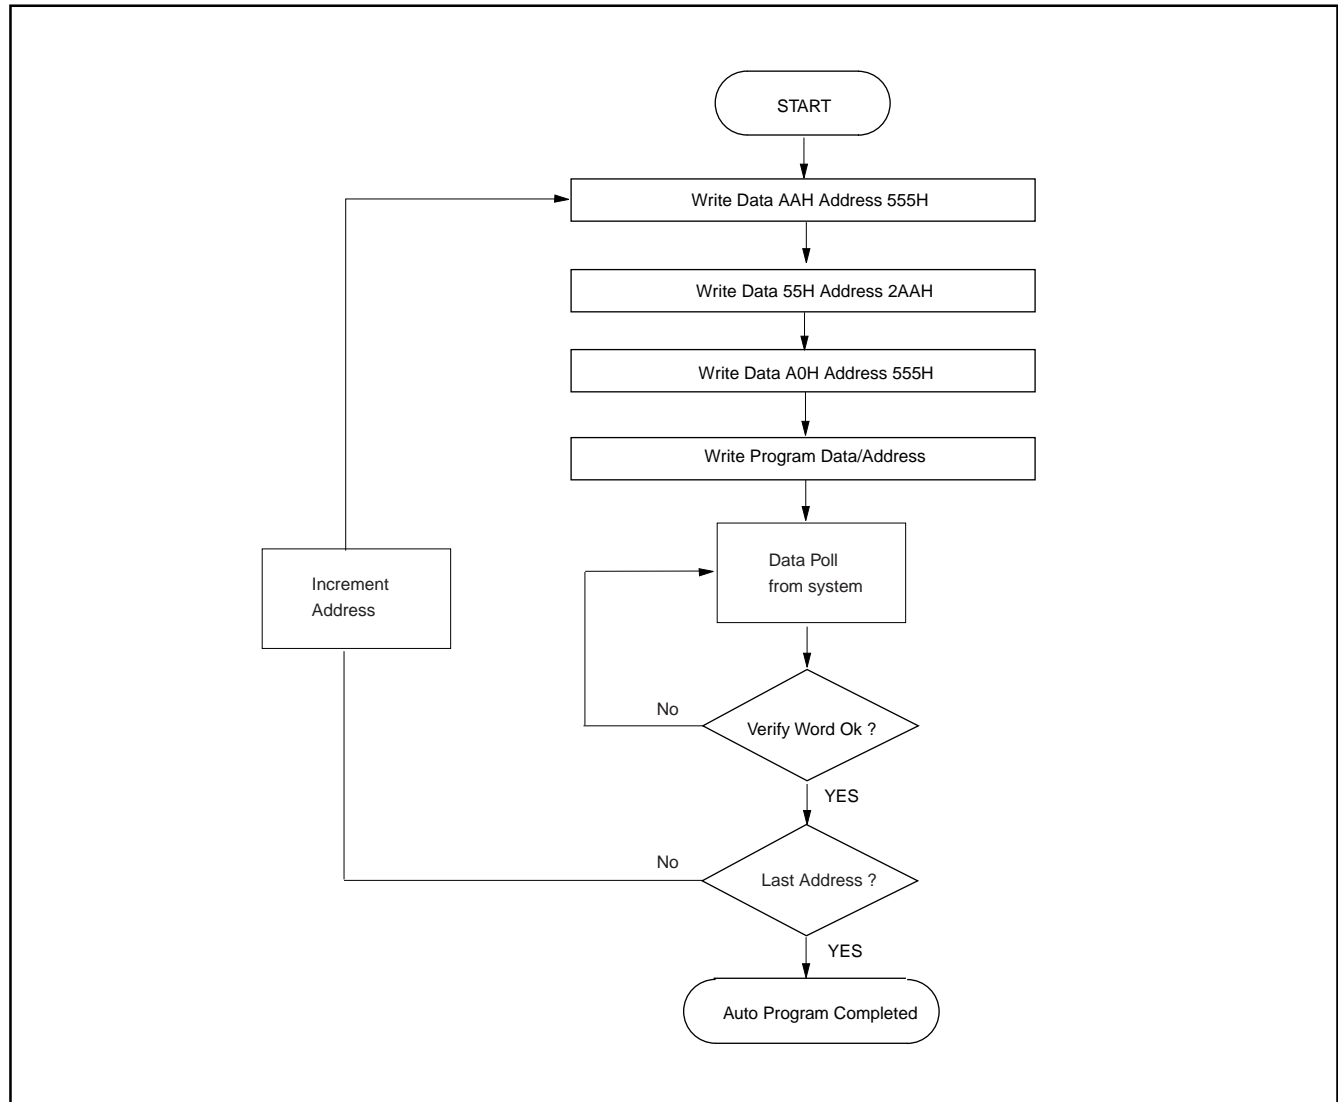 START
Write Data AAH Address 555H
Write Data 55H Address 2AAH
Write Data A0H Address 555H
Write Program Data/Address
Data Poll
from system
Increment
Address
No
Verify Word Ok ?
YES
No
Last Address ?
YES
Auto Program Completed